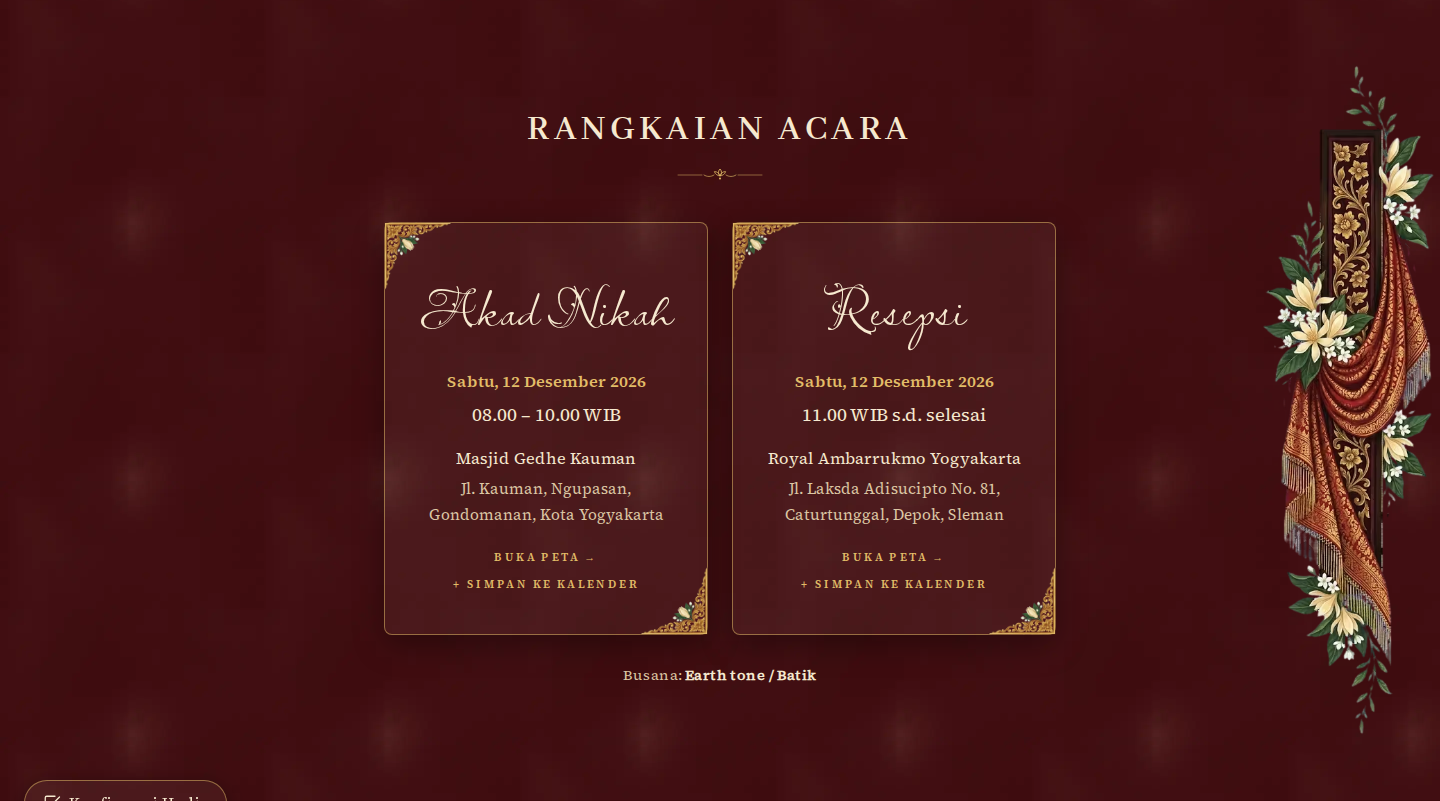 RANGKAIAN ACARA
Akad Nikah
Sabtu, 12 Desember 2026
08.00 – 10.00 WIB
Masjid Gedhe Kauman
Jl. Kauman, Ngupasan,
Gondomanan, Kota Yogyakarta
BUKA PETA →
+ SIMPAN KE KALENDER
Resepsi
Sabtu, 12 Desember 2026
11.00 WIB s.d. selesai
Royal Ambarrukmo Yogyakarta
Jl. Laksda Adisucipto No. 81,
Caturtunggal, Depok, Sleman
BUKA PETA →
+ SIMPAN KE KALENDER
Busana: Earth tone / Batik